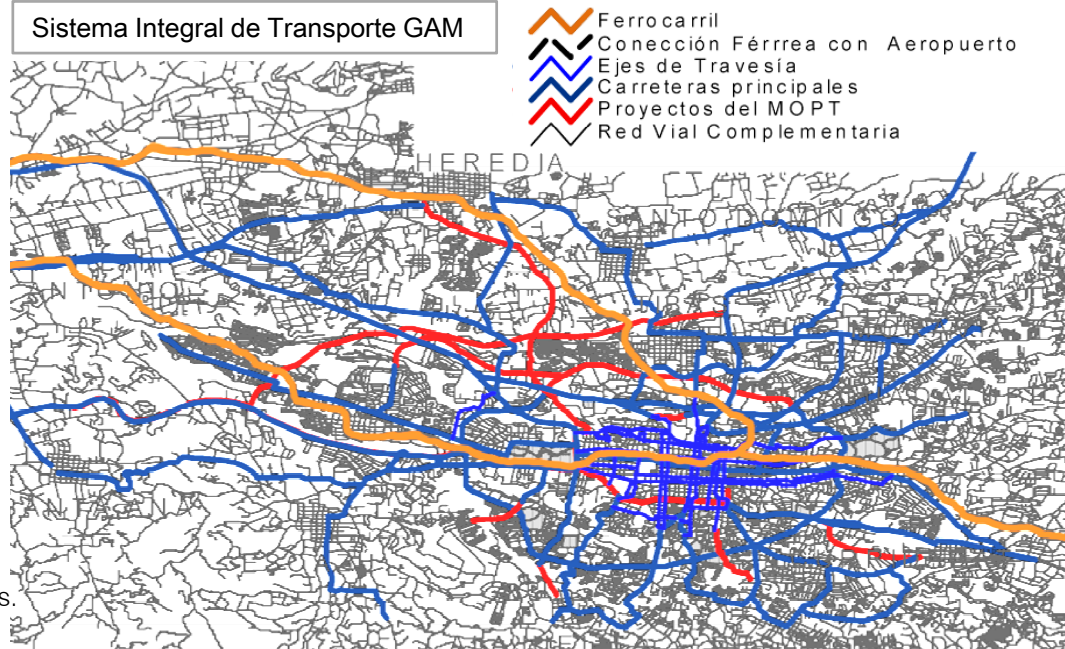 Sistema Integral de Transporte GAM
Ferrocarril
Conección Férrrea con Aeropuerto
Ejes de Travesía
Carreteras principales
Proyectos del MOPT
Red Vial Complementaria
HEREDIA
SANTO DOMINGO
s.